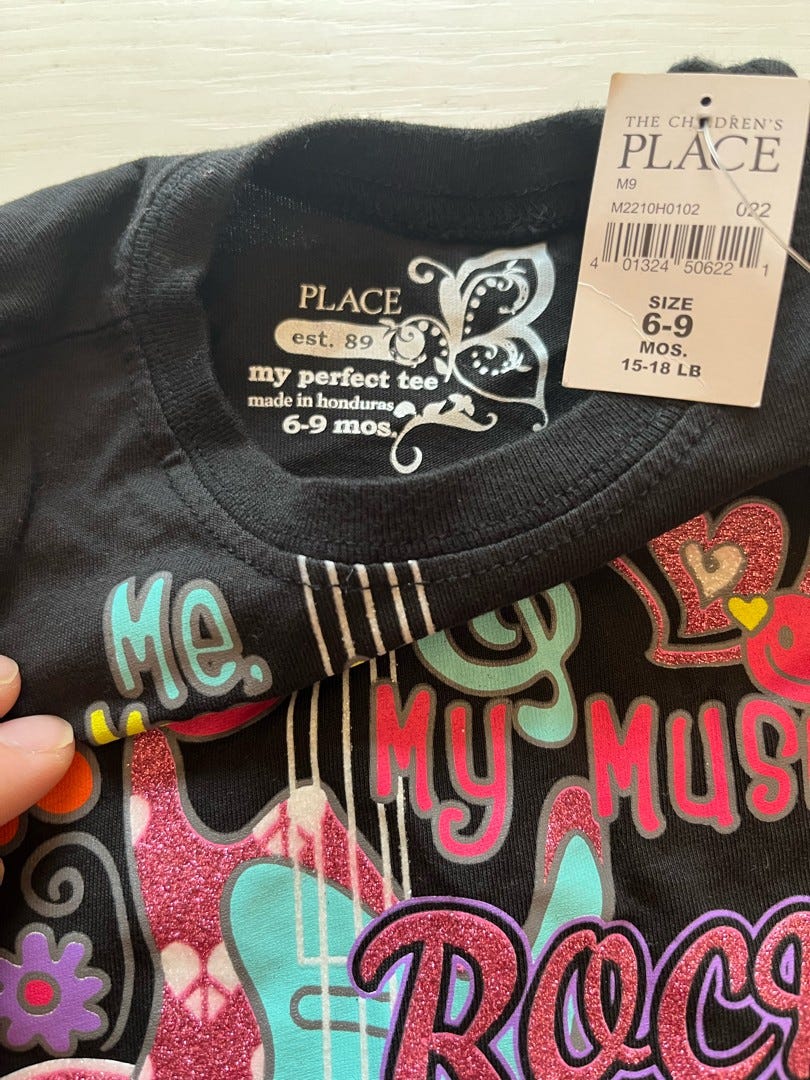 THE CHILDREN'S
PLACE
M9
M2210H0102 022
4 01324 50622 1
SIZE
6-9
MOS.
15-18 LB
PLACE
est. 89
my perfect tee
made in honduras
6-9 mos.
Me.
My Mus
Roc